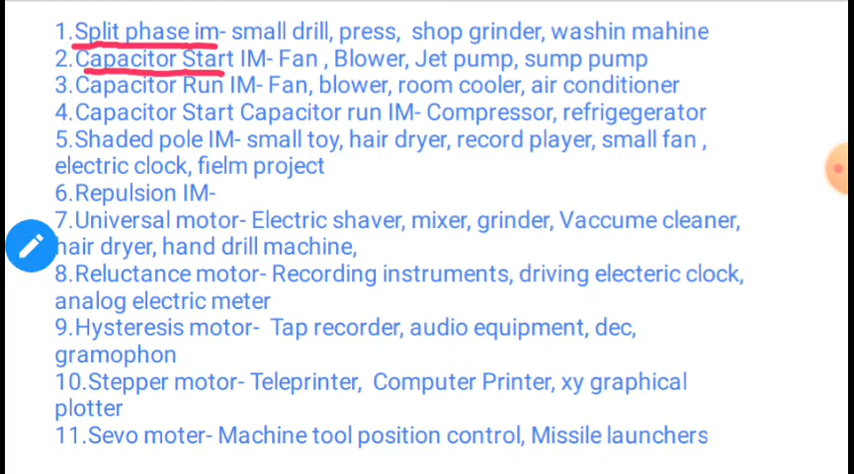 1.Split phase im- small drill, press, shop grinder, washin mahine
2.Capacitor Start IM- Fan , Blower, Jet pump, sump pump
3.Capacitor Run IM- Fan, blower, room cooler, air conditioner
4.Capacitor Start Capacitor run IM- Compressor, refrigegerator
5.Shaded pole IM- small toy, hair dryer, record player, small fan ,
electric clock, fielm project
6.Repulsion IM-
7.Universal motor- Electric shaver, mixer, grinder, Vaccume cleaner,
hair dryer, hand drill machine,
8.Reluctance motor- Recording instruments, driving electeric clock,
analog electric meter
9.Hysteresis motor- Tap recorder, audio equipment, dec,
gramophon
10.Stepper motor- Teleprinter, Computer Printer, xy graphical
plotter
11.Sevo moter- Machine tool position control, Missile launchers